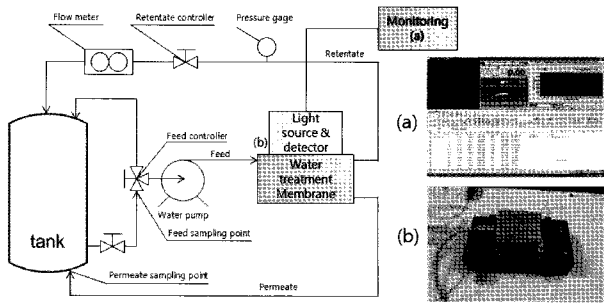 Flow meter
Retentate controller
Pressure gage
Monitoring
(a)
Retentate
Light
source &
detector
(b)
Feed controller
Feed
Water
treatment
Membrane
Water pump
Feed sampling point
tank
Permeate sampling point
Permeate
(a)
(b)